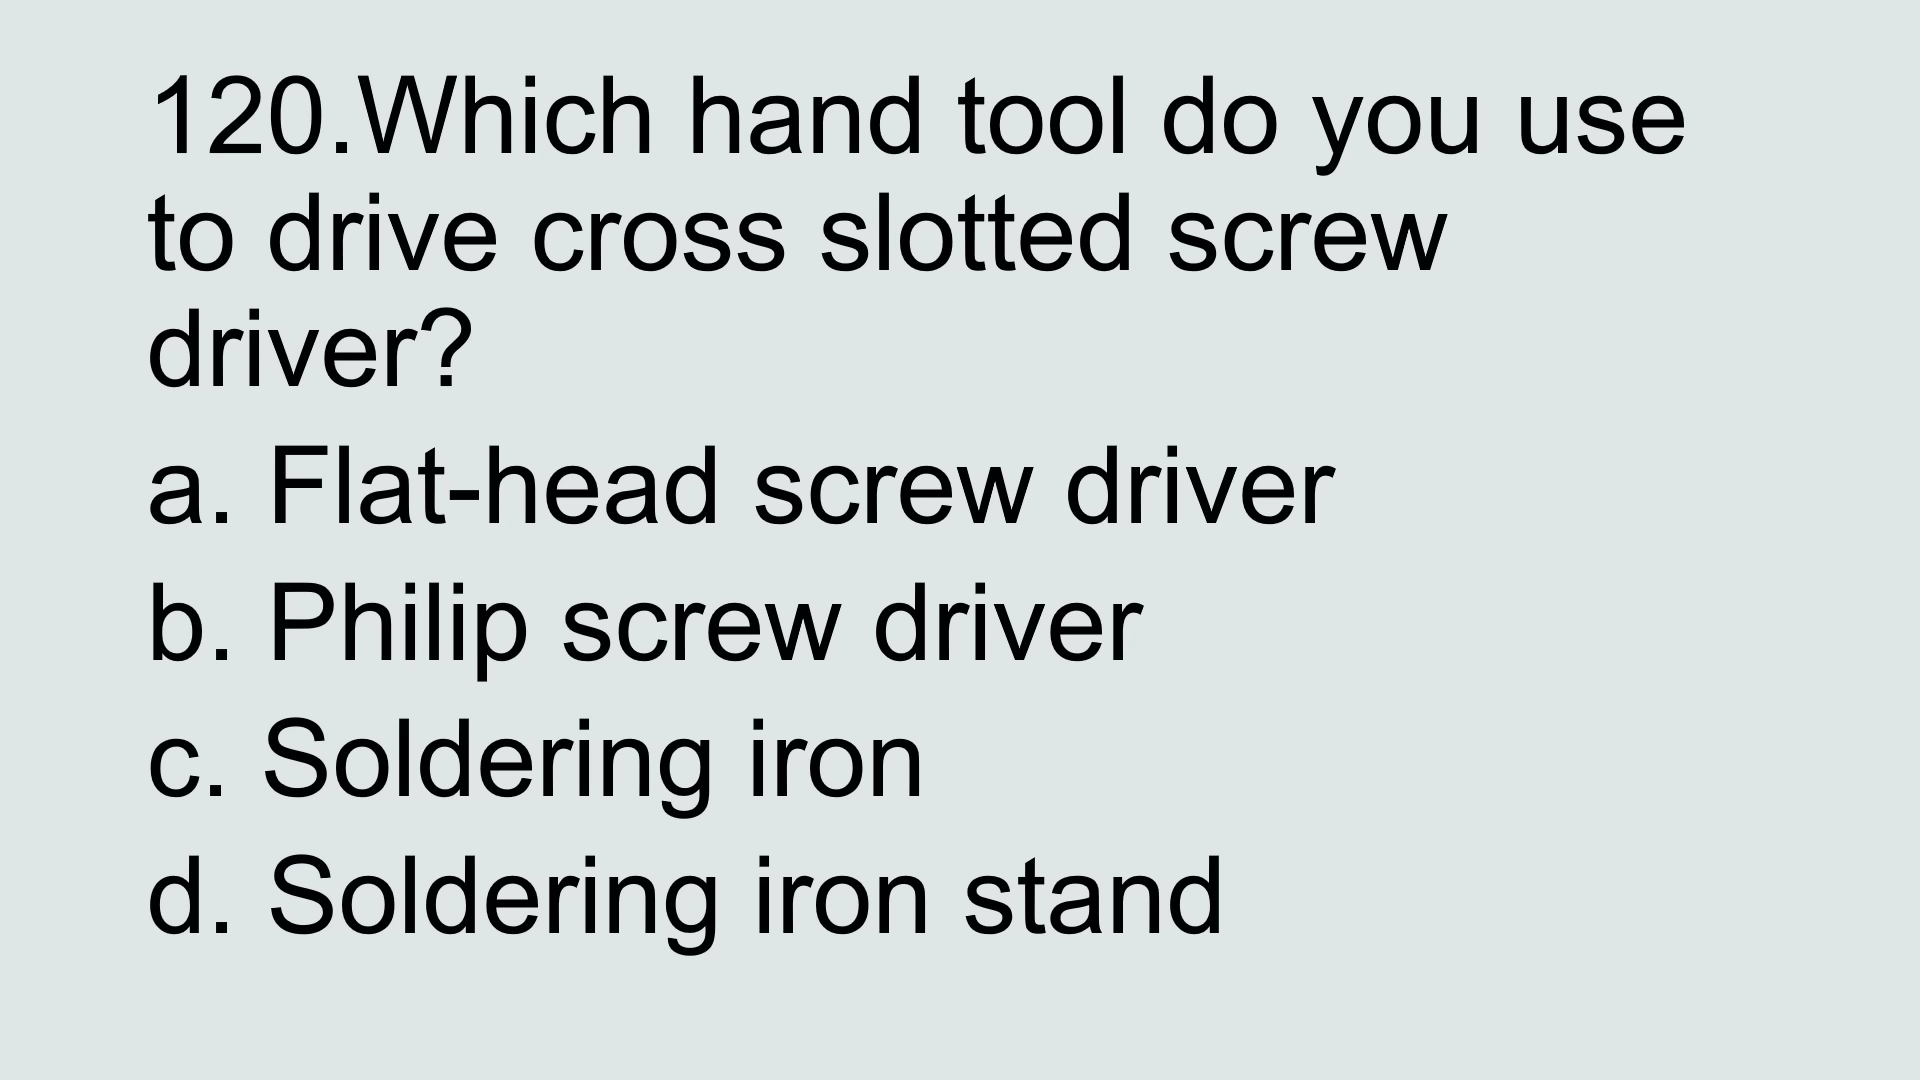 120.Which hand tool do you use
to drive cross slotted screw
driver?
a. Flat-head screw driver
b. Philip screw driver
c. Soldering iron
d. Soldering iron stand